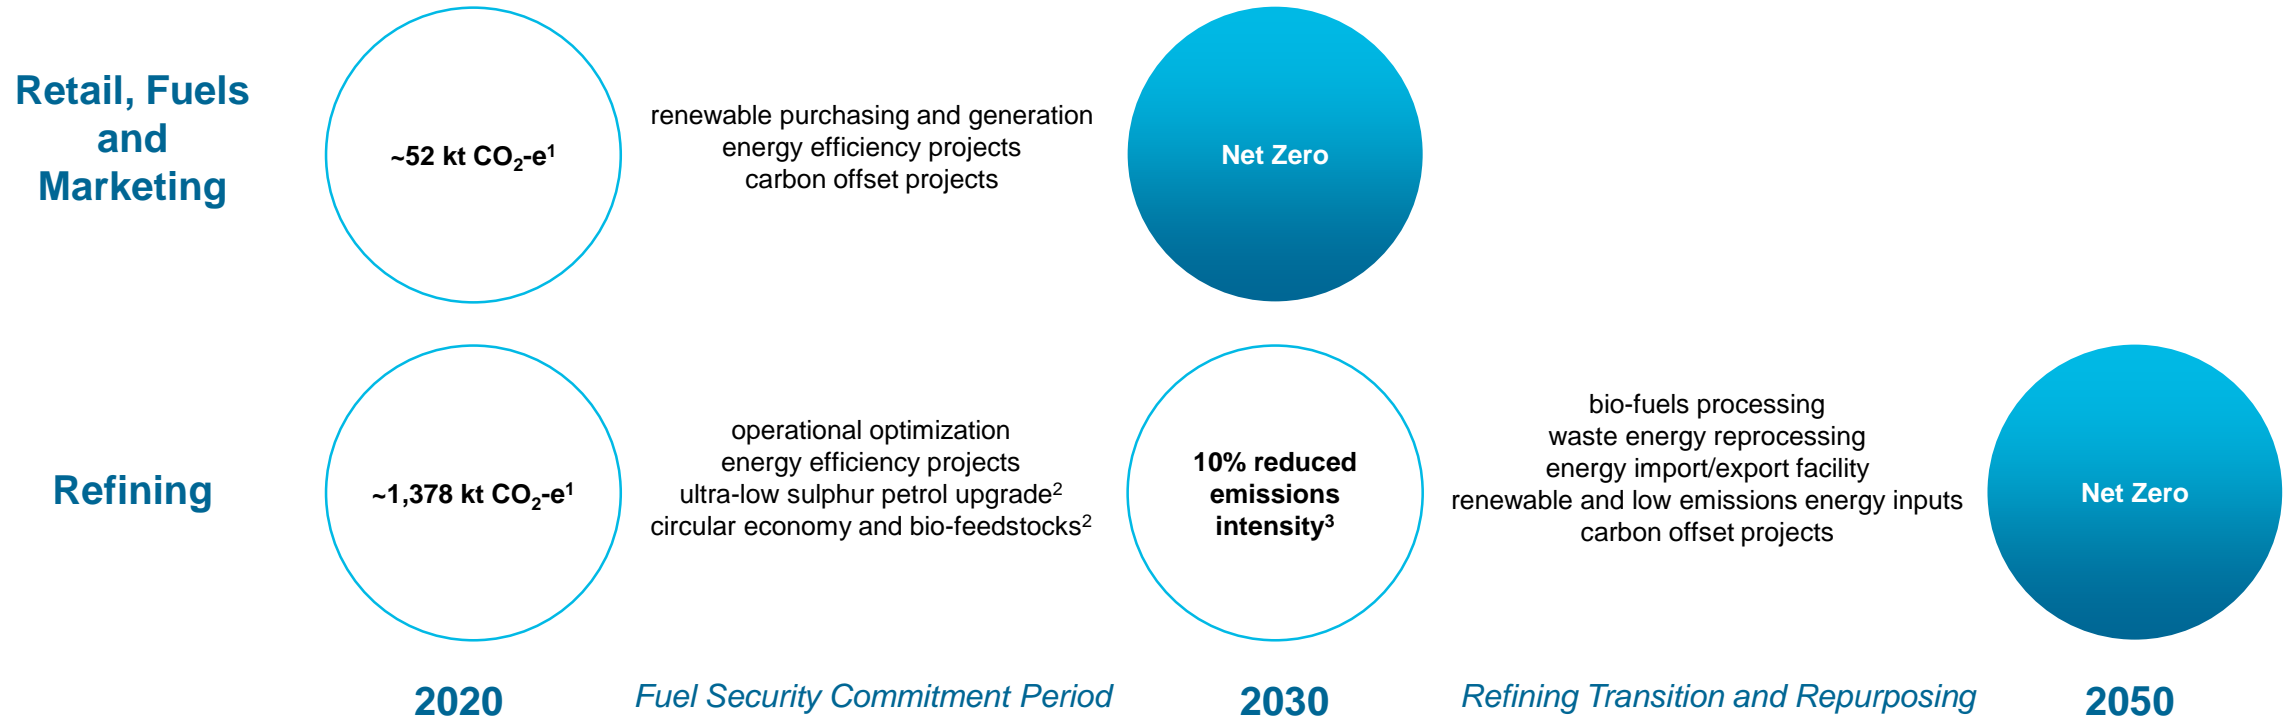 Retail, Fuels
and
Marketing
~52 kt CO₂-e¹
renewable purchasing and generation
energy efficiency projects
carbon offset projects
Net Zero
Refining
~1,378 kt CO₂-e¹
operational optimization
energy efficiency projects
ultra-low sulphur petrol upgrade²
circular economy and bio-feedstocks²
10% reduced
emissions
intensity³
bio-fuels processing
waste energy reprocessing
energy import/export facility
renewable and low emissions energy inputs
carbon offset projects
Net Zero
2020
Fuel Security Commitment Period
2030
Refining Transition and Repurposing
2050